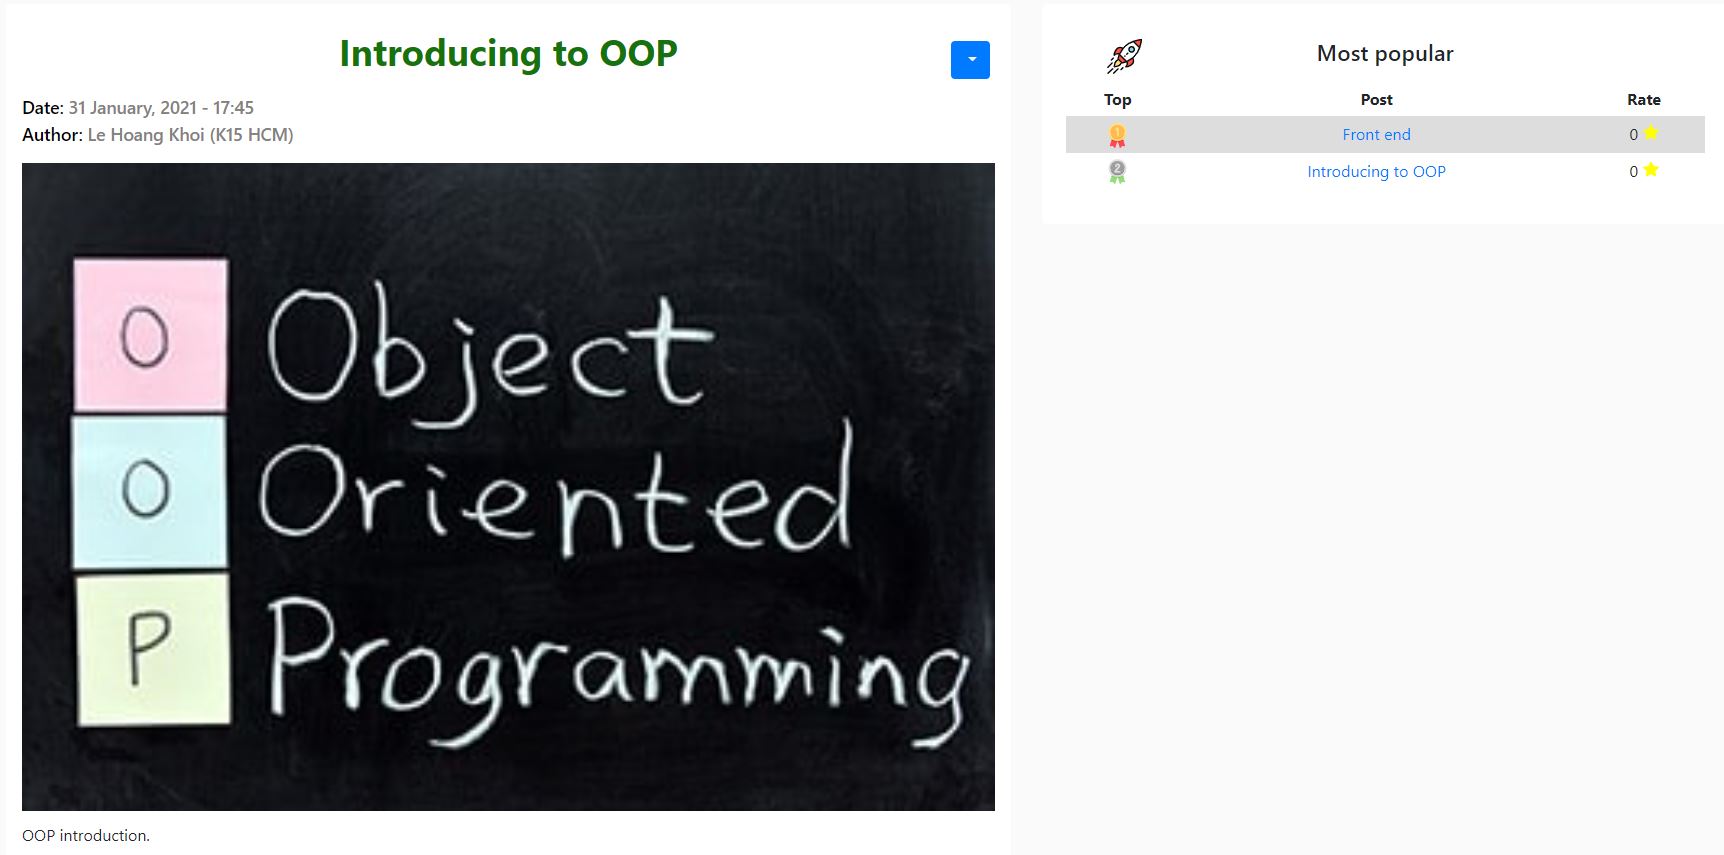 Introducing to OOP
Date: 31 January, 2021 - 17:45
Author: Le Hoang Khoi (K15 HCM)
O Object
O Oriented
P Programming
OOP introduction.
Most popular
Top Post Rate
1 Front end 0
2 Introducing to OOP 0